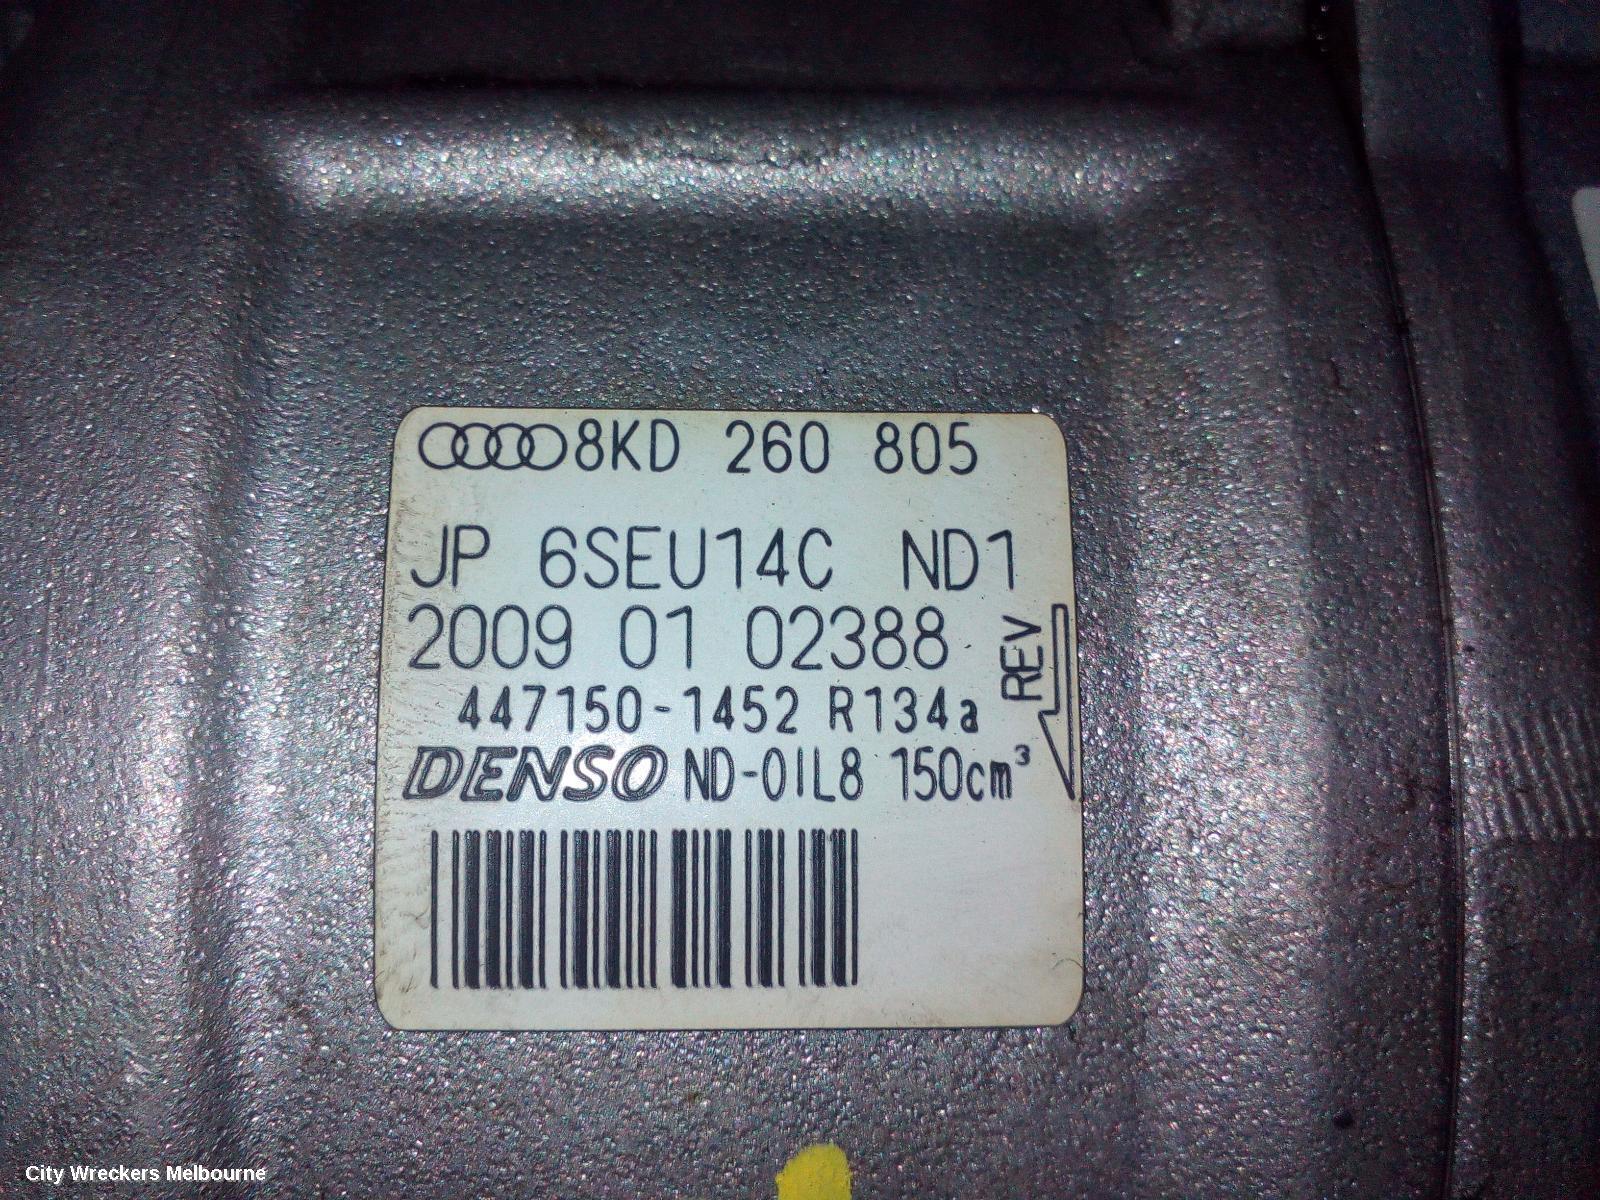 8KD 260 805
JP 6SEU14C ND1
2009 01 02388
REV
447150-1452 R134a
DENSO ND-OIL8 150cm³
City Wreckers Melbourne